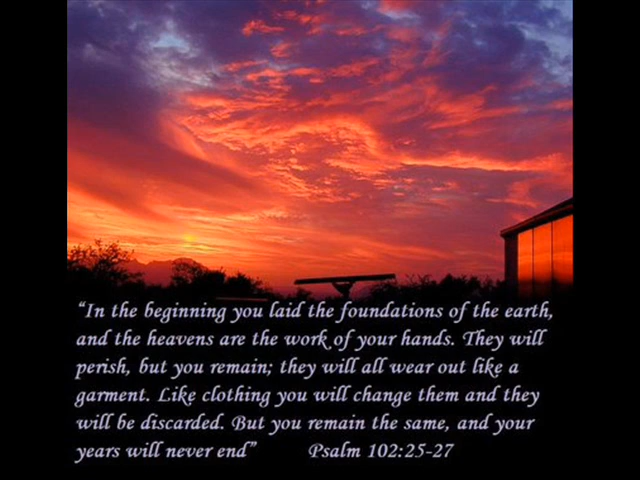 “In the beginning you laid the foundations of the earth,
and the heavens are the work of your hands. They will
perish, but you remain; they will all wear out like a
garment. Like clothing you will change them and they
will be discarded. But you remain the same, and your
years will never end” Psalm 102:25-27